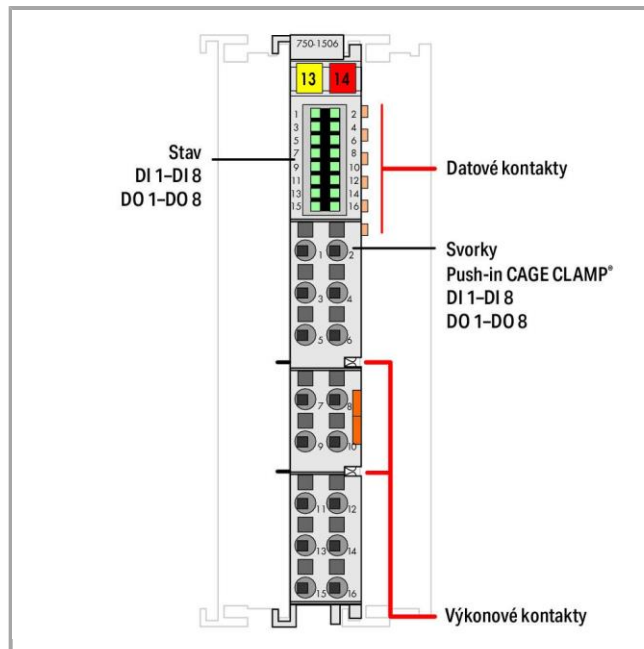 750-1506
13 14
1 2
3 4
5 6
7 8
9 10
11 12
13 14
15 16
Stav
DI 1–DI 8
DO 1–DO 8
Datové kontakty
Svorky
Push-in CAGE CLAMP®
DI 1–DI 8
DO 1–DO 8
1 2
3 4
5 6
7 8
9 10
11 12
13 14
15 16
Výkonové kontakty